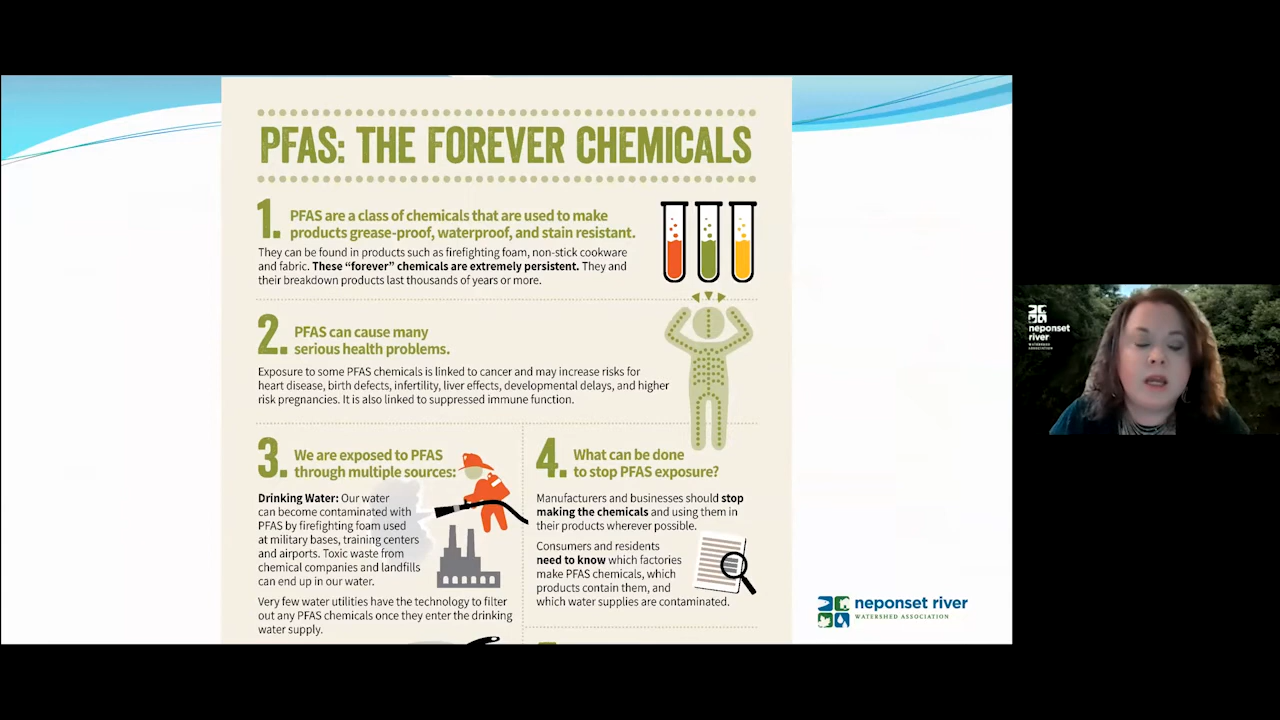 PFAS: THE FOREVER CHEMICALS
1. PFAS are a class of chemicals that are used to make
products grease-proof, waterproof, and stain resistant.
They can be found in products such as firefighting foam, non-stick cookware
and fabric. These “forever” chemicals are extremely persistent. They and
their breakdown products last thousands of years or more.
2. PFAS can cause many
serious health problems.
Exposure to some PFAS chemicals is linked to cancer and may increase risks for
heart disease, birth defects, infertility, liver effects, developmental delays, and higher
risk pregnancies. It is also linked to suppressed immune function.
3. We are exposed to PFAS
through multiple sources:
Drinking Water: Our water
can become contaminated with
PFAS by firefighting foam used
at military bases, training centers
and airports. Toxic waste from
chemical companies and landfills
can end up in our water.
Very few water utilities have the technology to filter
out any PFAS chemicals once they enter the drinking
water supply.
4. What can be done
to stop PFAS exposure?
Manufacturers and businesses should stop
making the chemicals and using them in
their products wherever possible.
Consumers and residents
need to know which factories
make PFAS chemicals, which
products contain them, and
which water supplies are contaminated.
neponset river
WATERSHED ASSOCIATION
neponset
river
WATERSHED
ASSOCIATION